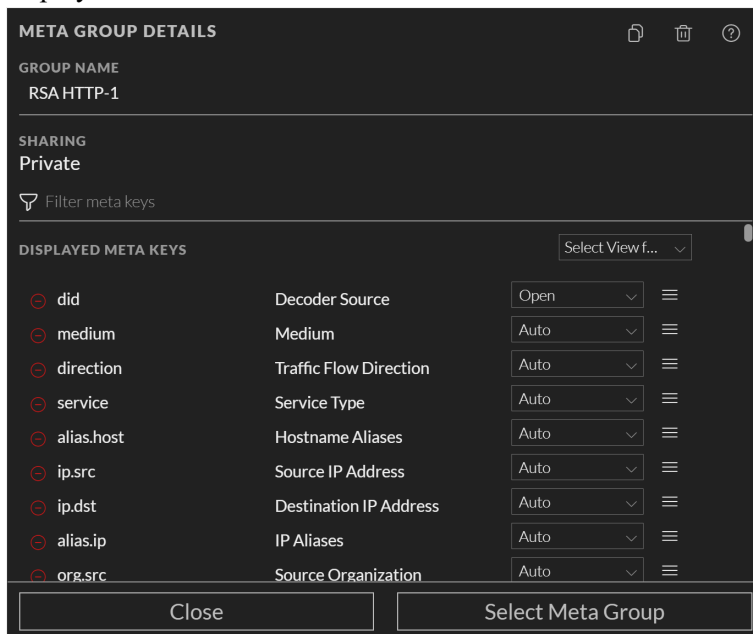 META GROUP DETAILS
GROUP NAME
RSA HTTP-1
SHARING
Private
Filter meta keys
DISPLAYED META KEYS Select View f...
did Decoder Source Open
medium Medium Auto
direction Traffic Flow Direction Auto
service Service Type Auto
alias.host Hostname Aliases Auto
ip.src Source IP Address Auto
ip.dst Destination IP Address Auto
alias.ip IP Aliases Auto
org.src Source Organization Auto
Close Select Meta Group